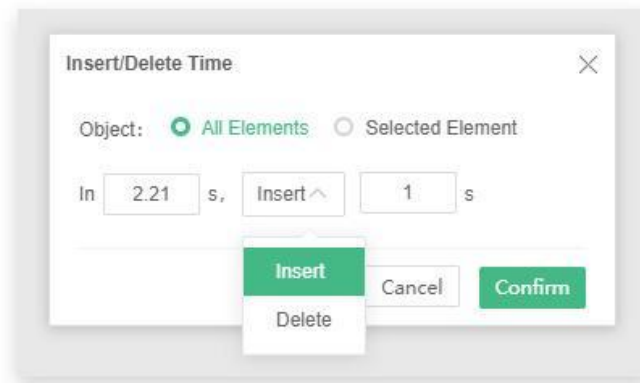 Insert/Delete Time
Object: All Elements Selected Element
In 2.21 s, Insert 1 s
Insert
Cancel Confirm
Delete